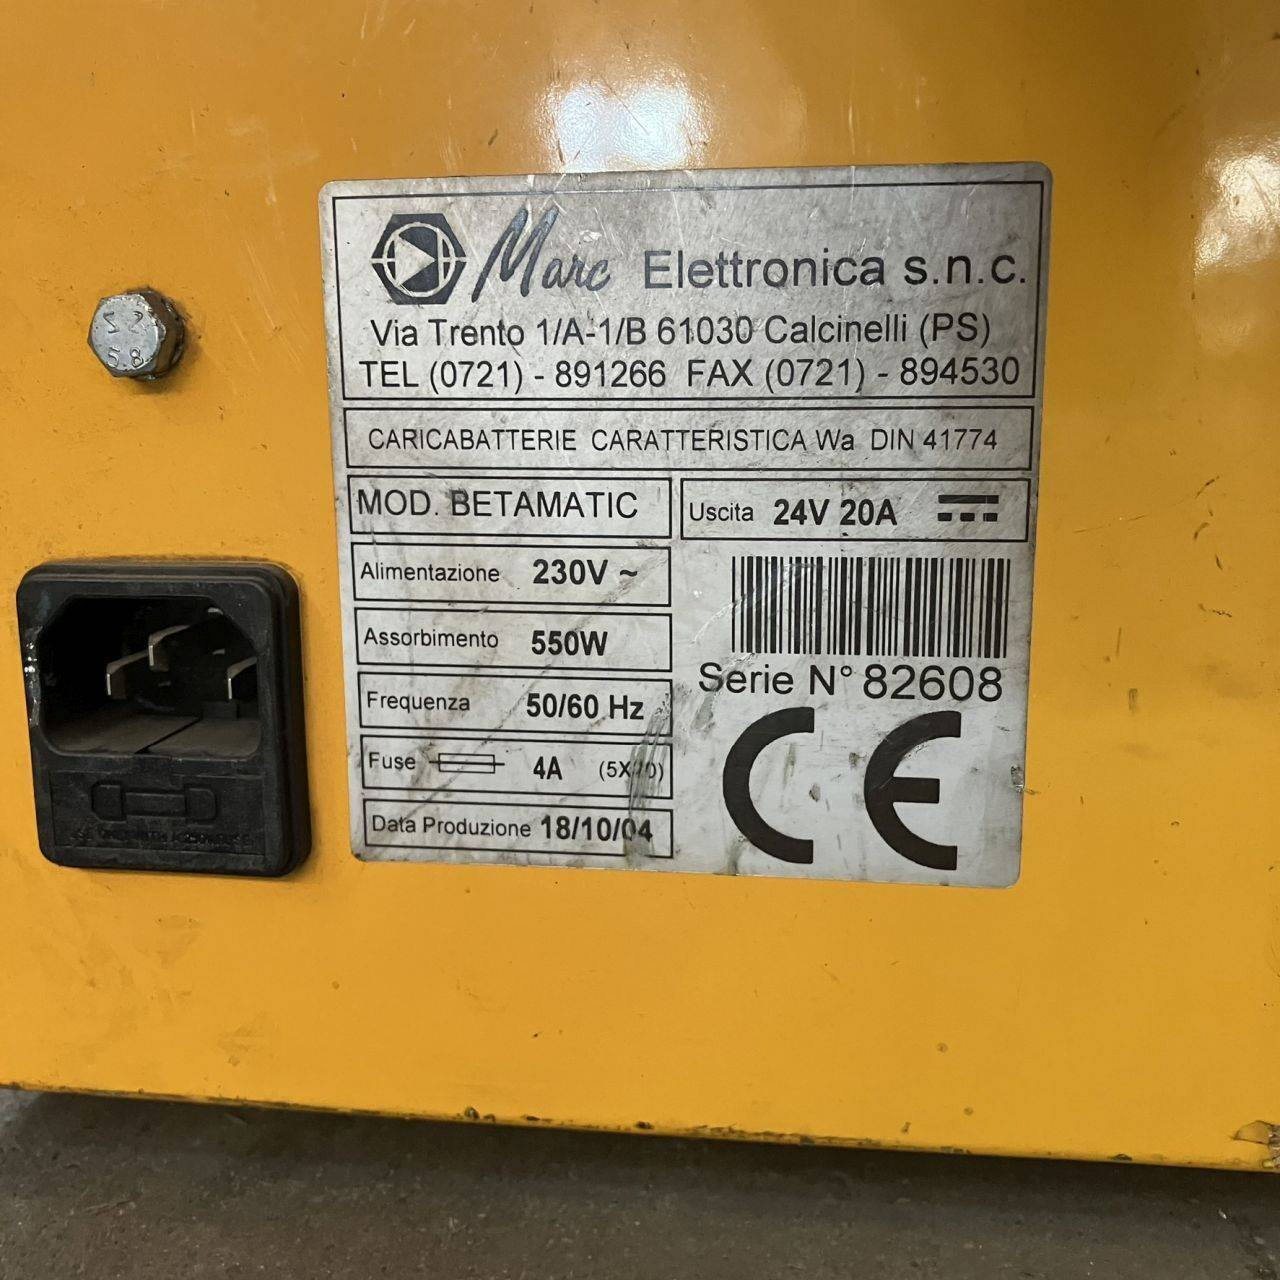 Marc Elettronica s.n.c.
Via Trento 1/A-1/B 61030 Calcinelli (PS)
TEL (0721) - 891266 FAX (0721) - 894530
CARICABATTERIE CARATTERISTICA Wa DIN 41774
MOD. BETAMATIC
Uscita 24V 20A
Alimentazione 230V ~
Assorbimento 550W
Serie N° 82608
Frequenza 50/60 Hz
Fuse 4A (5X20)
Data Produzione 18/10/04
CE
5.8